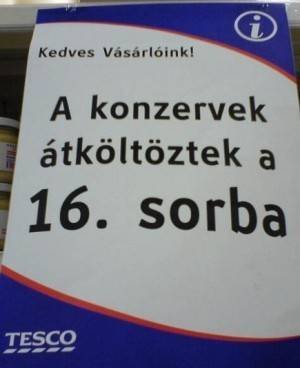 Kedves Vásárlóink!
A konzervek
átköltöztek a
16. sorba
TESCO